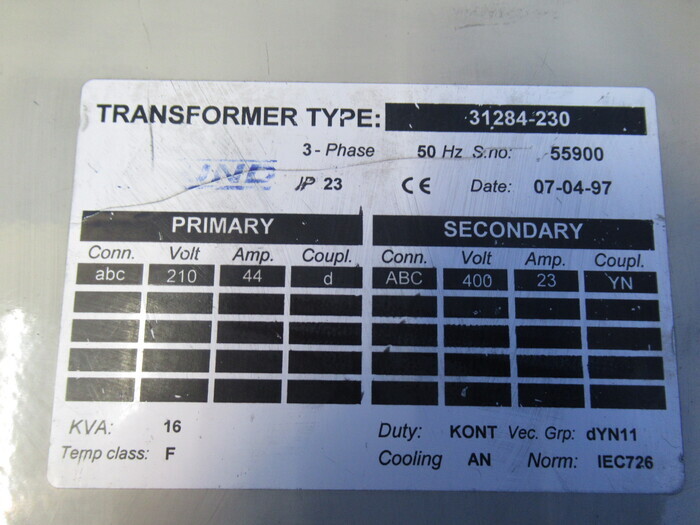 TRANSFORMER TYPE: 31284-230
3 - Phase 50 Hz S.no: 55900
IP 23 CE Date: 07-04-97
PRIMARY SECONDARY
Conn. Volt Amp. Coupl. Conn. Volt Amp. Coupl.
abc 210 44 d ABC 400 23 YN
KVA: 16 Duty: KONT Vec. Grp: dYN11
Temp class: F Cooling AN Norm: IEC726